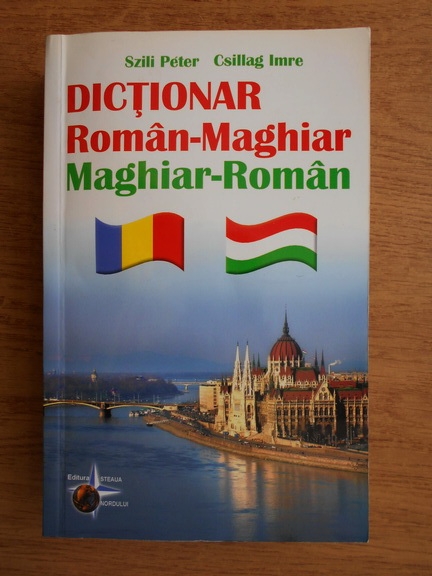 Szili Péter Csillag Imre
DICŢIONAR
Român-Maghiar
Maghiar-Român
Editura
STEAUA
NORDULUI